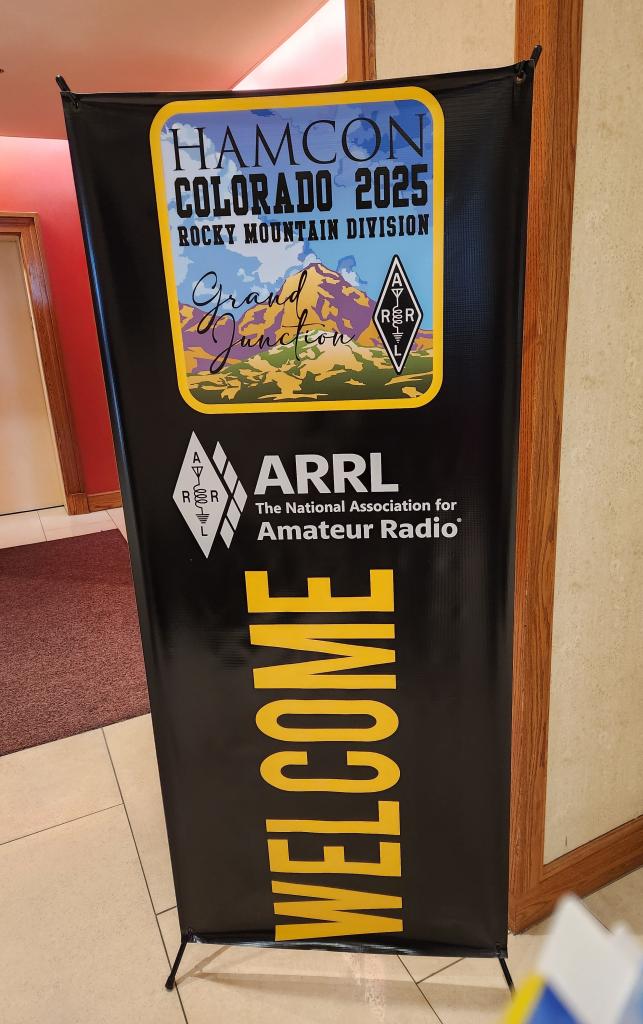 HAMCON
COLORADO 2025
ROCKY MOUNTAIN DIVISION
Grand
Junction
A
R R
L
A
R R
L
ARRL
The National Association for
Amateur Radio®
WELCOME